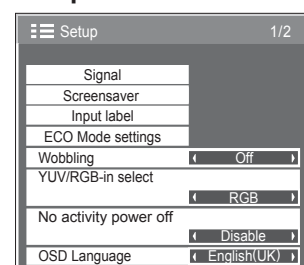 Setup 1/2
Signal
Screensaver
Input label
ECO Mode settings
Wobbling Off
YUV/RGB-in select
RGB
No activity power off
Disable
OSD Language English(UK)